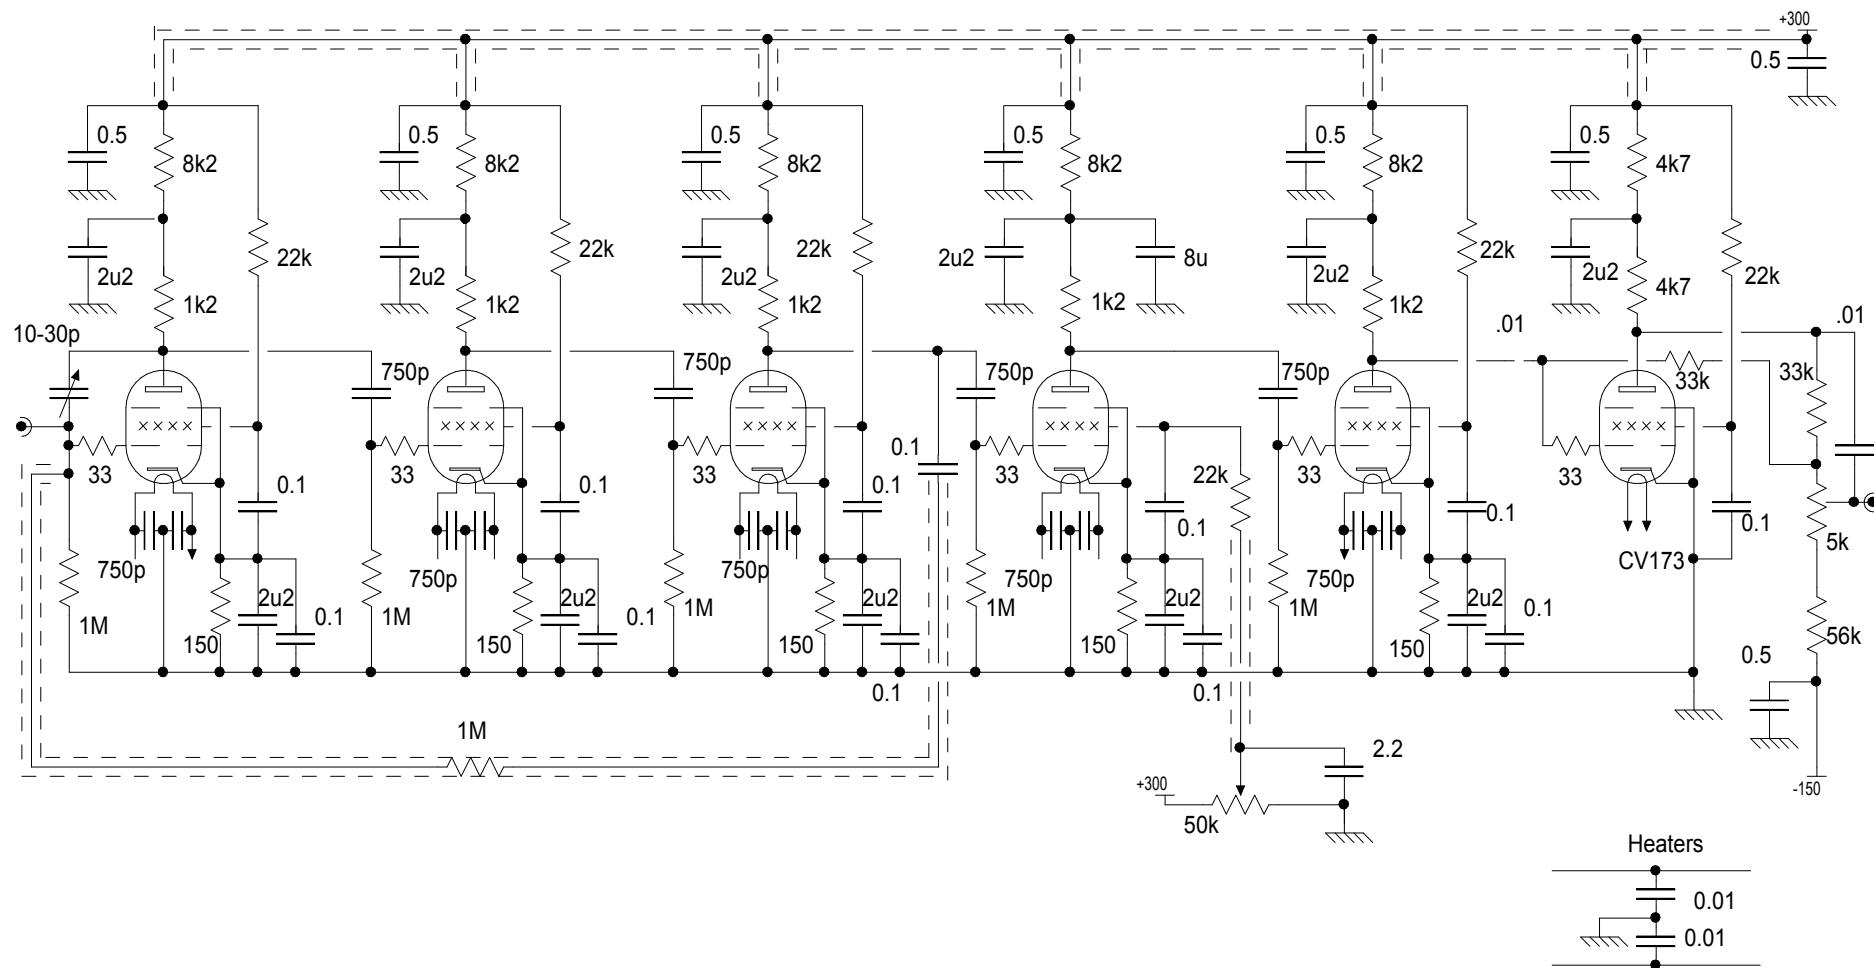 +300
0.5
0.5 0.5 0.5 0.5 0.5 0.5
8k2 8k2 8k2 8k2 8k2 4k7
22k 22k 22k 2u2 8u 22k 22k
2u2 2u2 2u2 2u2 2u2
1k2 1k2 1k2 1k2 1k2 4k7
10-30p .01 .01
750p 750p 750p 750p 33k 33k
33 33 33 0.1 33 22k 33 33
0.1 0.1 0.1 0.1 0.1 0.1
5k
750p 750p 750p 750p 750p CV173
1M 2u2 0.1 1M 2u2 0.1 1M 2u2 1M 2u2 1M 2u2 0.1
150 150 150 150 150 56k
0.1 0.1 0.5
1M
2.2
+300 -150
50k
Heaters
0.01
0.01